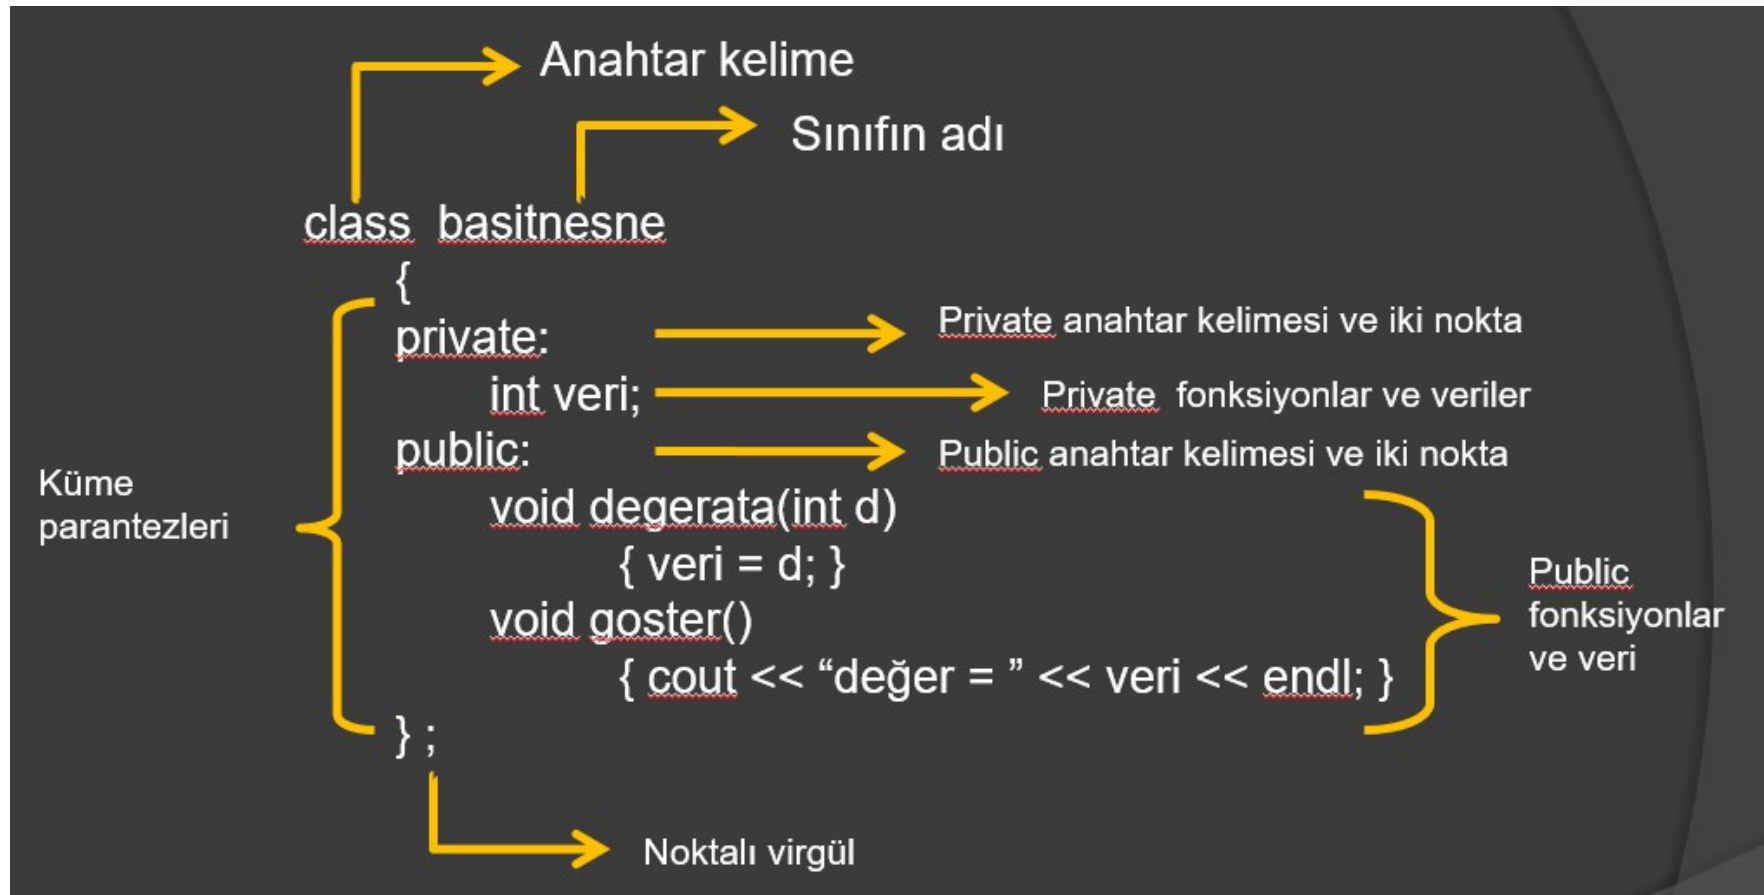 Anahtar kelime
Sınıfın adı
class basitnesne
{
private:
Private anahtar kelimesi ve iki nokta
int veri;
Private fonksiyonlar ve veriler
public:
Public anahtar kelimesi ve iki nokta
Küme
parantezleri
void degerata(int d)
{ veri = d; }
void goster()
{ cout << “değer = ” << veri << endl; }
Public
fonksiyonlar
ve veri
} ;
Noktalı virgül